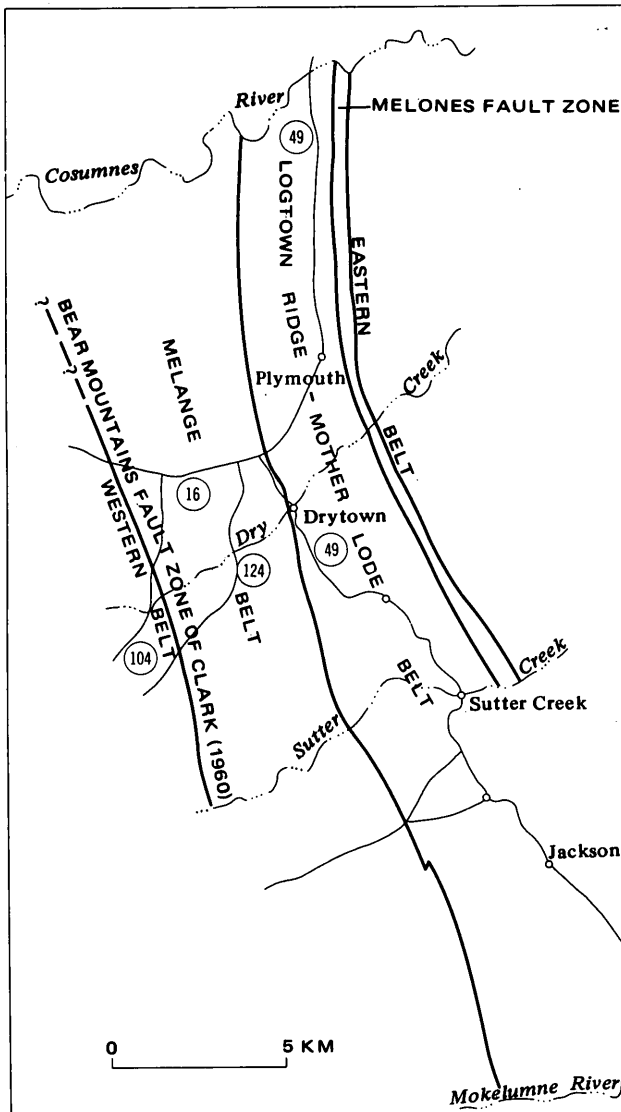 River
MELONES FAULT ZONE
49
Cosumnes
LOGTOWN RIDGE - MOTHER LODE BELT
EASTERN BELT
? ?
BEAR MOUNTAINS FAULT ZONE OF CLARK (1960)
MELANGE BELT
Plymouth
Creek
WESTERN BELT
16
Drytown
Dry
49
124
104
Creek
Sutter Creek
Sutter
Jackson
0 5 KM
Mokelumne River